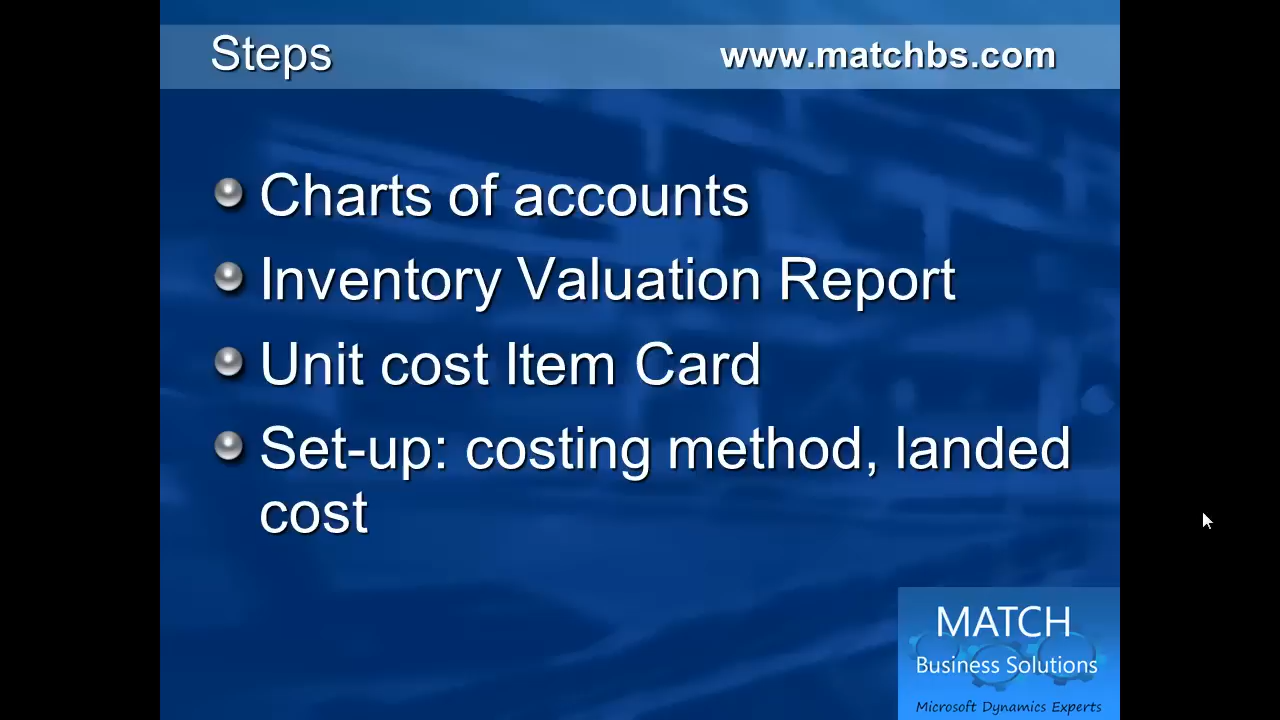 Steps
www.matchbs.com
Charts of accounts
Inventory Valuation Report
Unit cost Item Card
Set-up: costing method, landed
cost
MATCH
Business Solutions
Microsoft Dynamics Experts